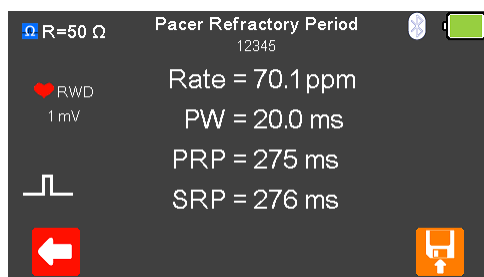 Ω R=50 Ω
Pacer Refractory Period
12345
Rate = 70.1 ppm
RWD
1 mV
PW = 20.0 ms
PRP = 275 ms
SRP = 276 ms